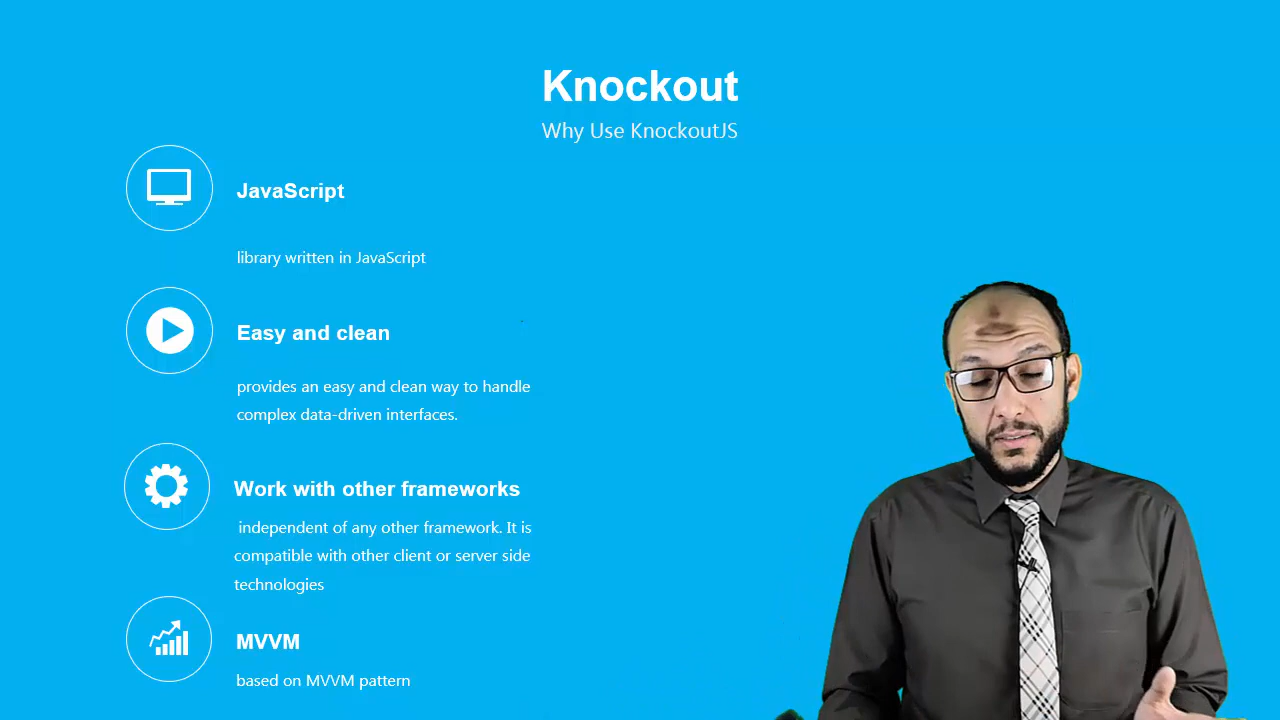 Knockout
Why Use KnockoutJS
JavaScript
library written in JavaScript
Easy and clean
provides an easy and clean way to handle
complex data-driven interfaces.
Work with other frameworks
independent of any other framework. It is
compatible with other client or server side
technologies
MVVM
based on MVVM pattern